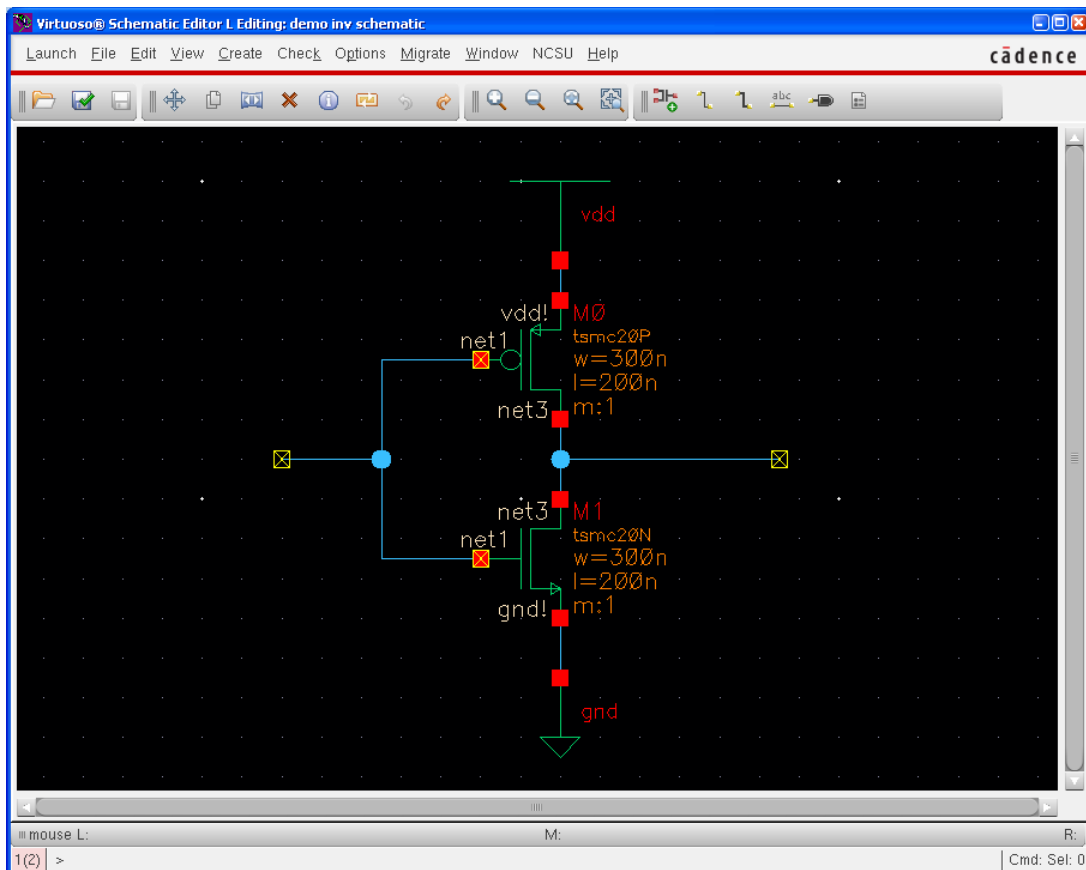 Virtuoso® Schematic Editor L Editing: demo inv schematic
Launch File Edit View Create Check Options Migrate Window NCSU Help
cādence
abc
vdd
vdd!
M0
net1
tsmc20P
w=300n
l=200n
net3
m:1
net3
M1
net1
tsmc20N
w=300n
l=200n
gnd!
m:1
gnd
mouse L: M: R:
1(2) > Cmd: Sel: 0